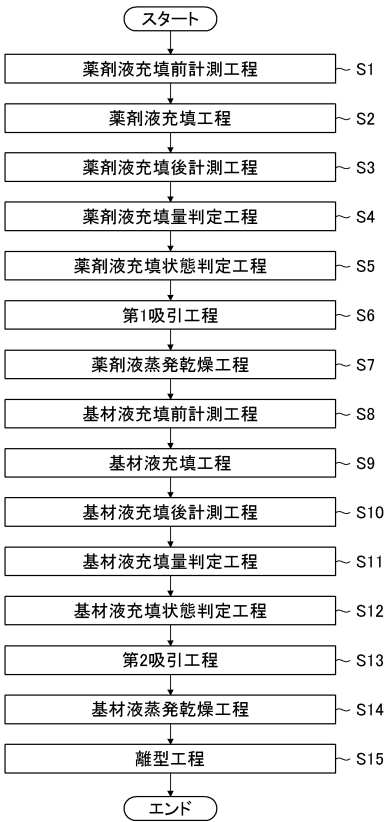 スタート
薬剤液充填前計測工程 ~ S1
薬剤液充填工程 ~ S2
薬剤液充填後計測工程 ~ S3
薬剤液充填量判定工程 ~ S4
薬剤液充填状態判定工程 ~ S5
第1吸引工程 ~ S6
薬剤液蒸発乾燥工程 ~ S7
基材液充填前計測工程 ~ S8
基材液充填工程 ~ S9
基材液充填後計測工程 ~ S10
基材液充填量判定工程 ~ S11
基材液充填状態判定工程 ~ S12
第2吸引工程 ~ S13
基材液蒸発乾燥工程 ~ S14
離型工程 ~ S15
エンド